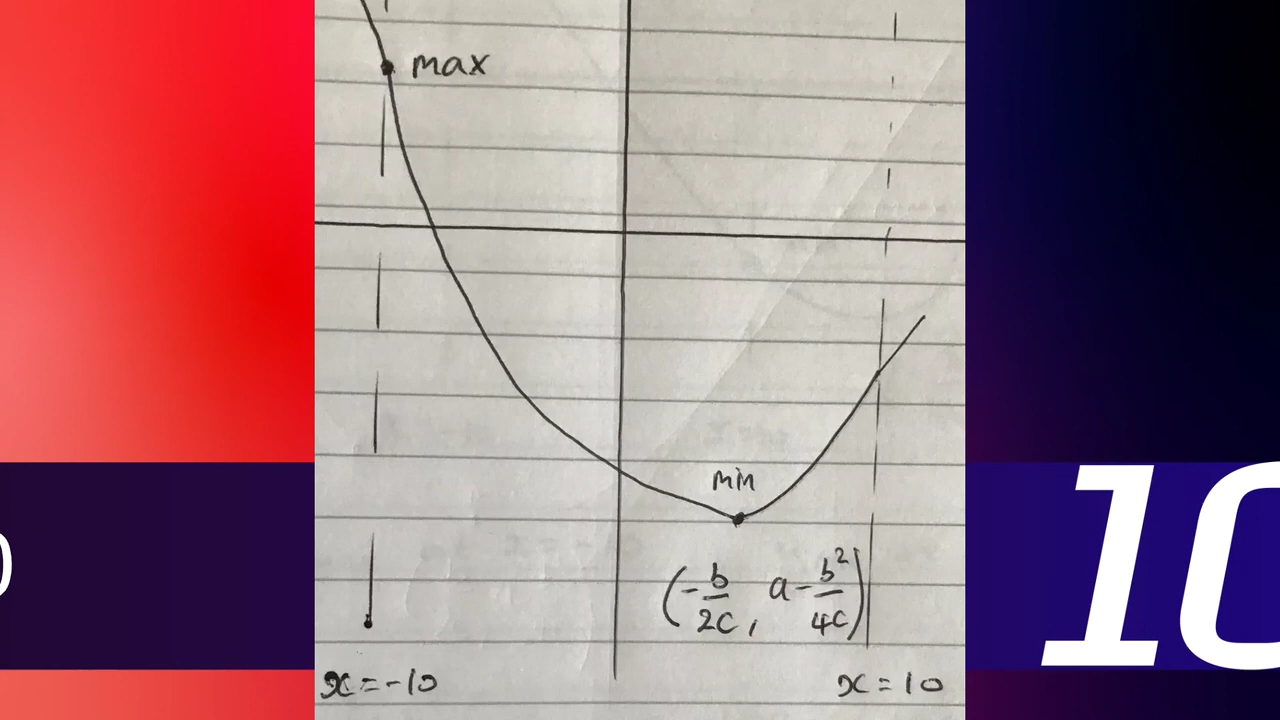 max
min
(-b/2c, a-b²/4c)
x=-10
x=10
10